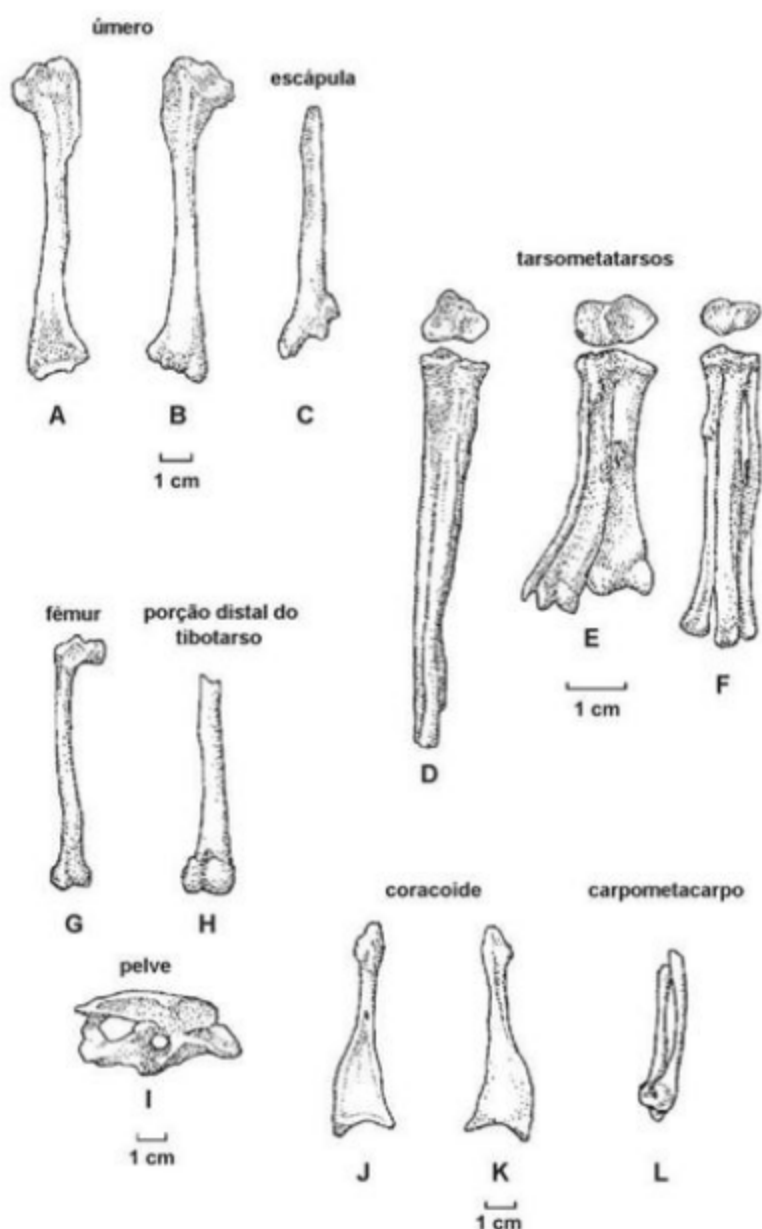 úmero
escápula
A
B
C
1 cm
tarsometatarsos
D
E
F
1 cm
fêmur
porção distal do
tibotarso
G
H
pelve
I
1 cm
coracoide
carpometacarpo
J
K
L
1 cm